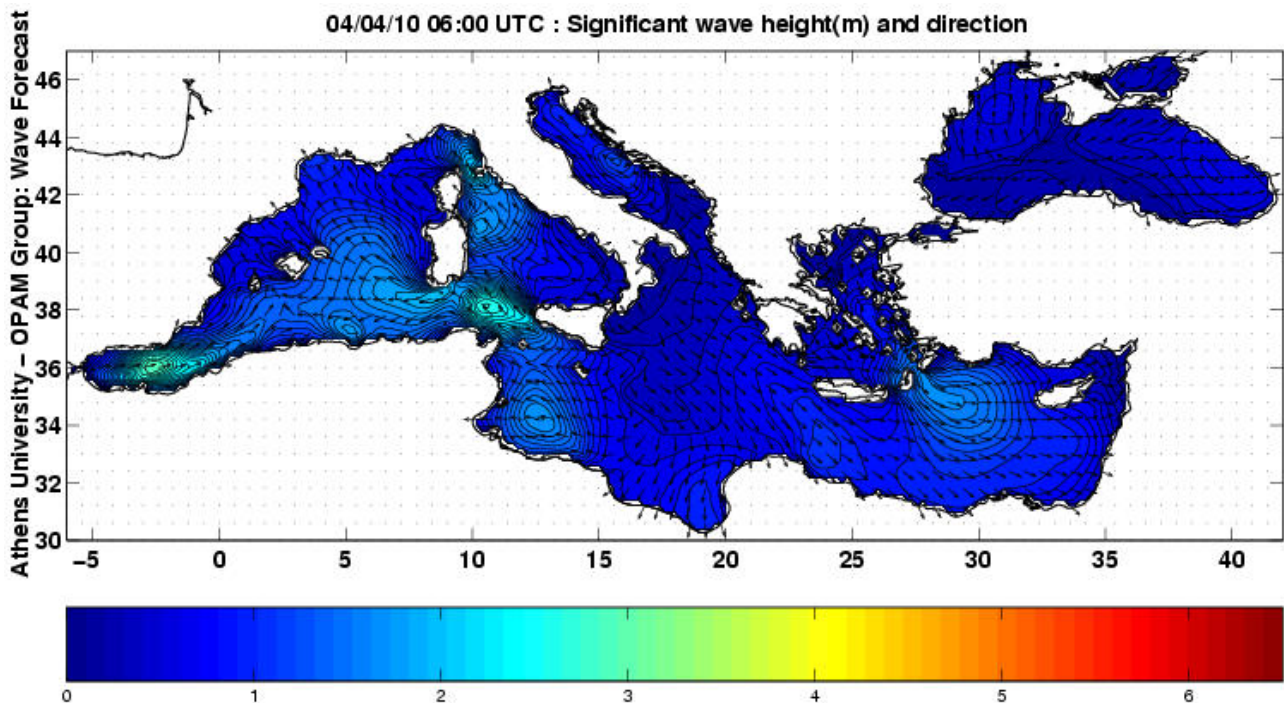 04/04/10 06:00 UTC : Significant wave height(m) and direction
Athens University – OPAM Group: Wave Forecast
46
44
42
40
38
36
34
32
30
−5 0 5 10 15 20 25 30 35 40
0 1 2 3 4 5 6